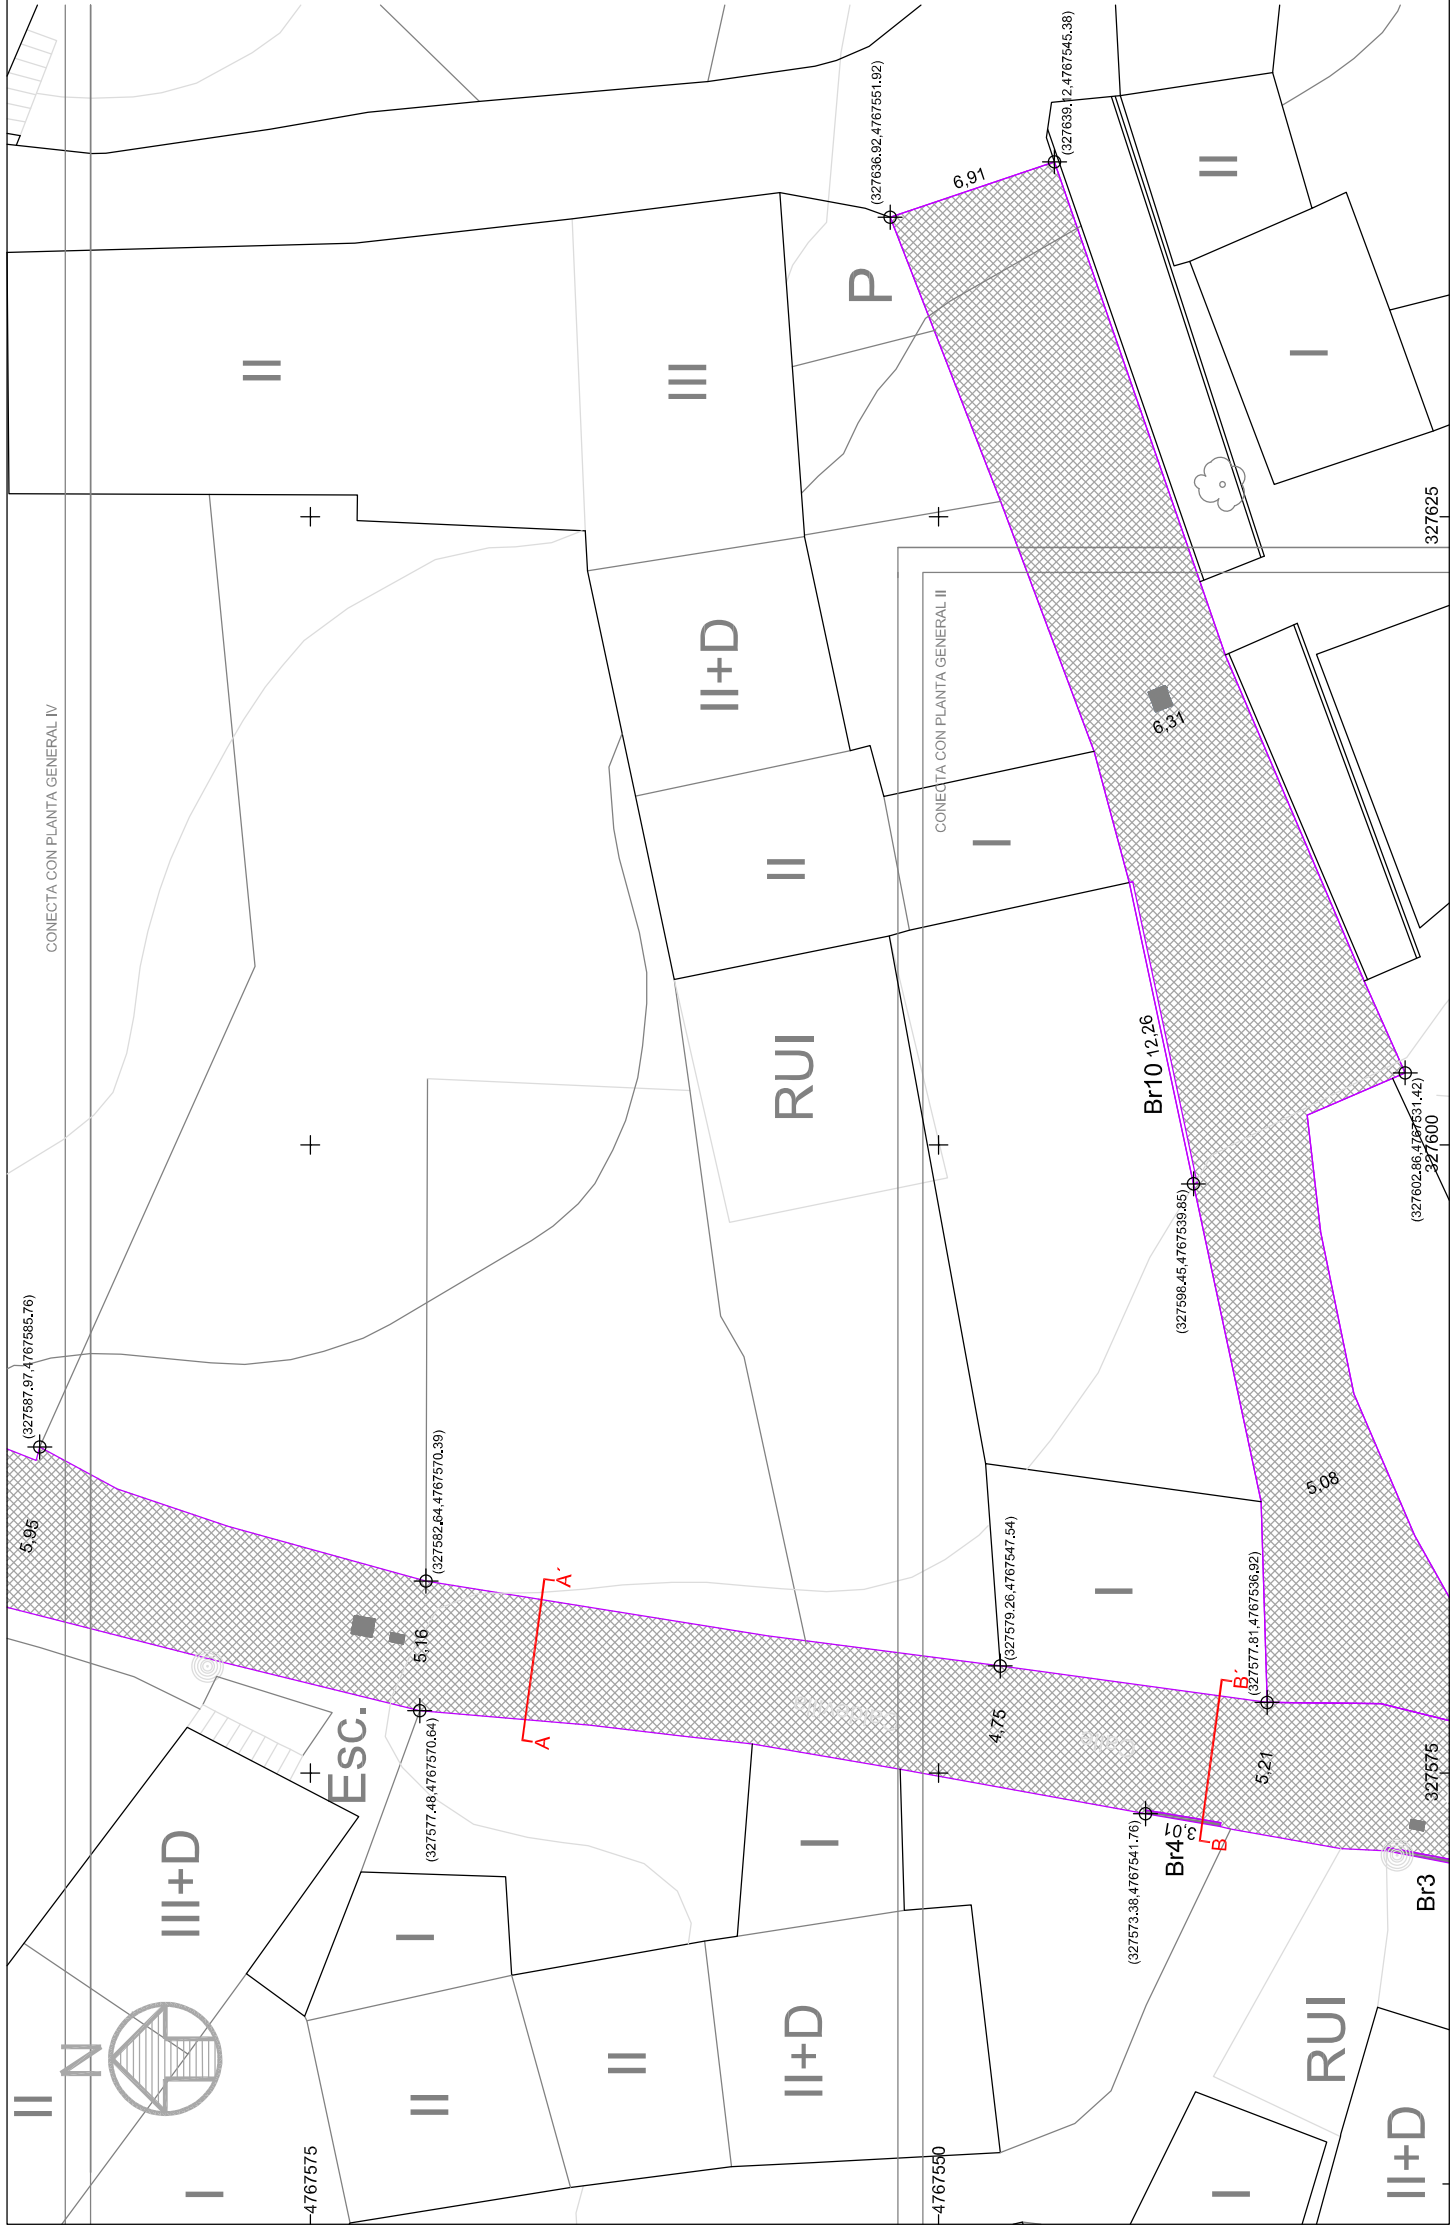 CONECTA CON PLANTA GENERAL IV
(327587.97,4767585.76)
5,95
II
N
I
III+D
Esc.
(327577.48,4767570.64)
5,16
(327582.64,4767570.39)
A
A´
4767575
II
I
II
II+D
I
II
III
II+D
II
RUI
P
(327636.92,4767551.92)
6,91
(327639.12,4767545.38)
II
I
CONECTA CON PLANTA GENERAL II
I
6,31
Br10 12,26
(327598.45,4767539.85)
(327602.86,4767531.42)
327625
327600
327575
4767550
(327579.26,4767547.54)
4,75
I
(327577.81,4767536.92)
B
B´
5,21
5,08
(327573.38,4767541.76)
Br4
3,01
Br3
RUI
II+D
I